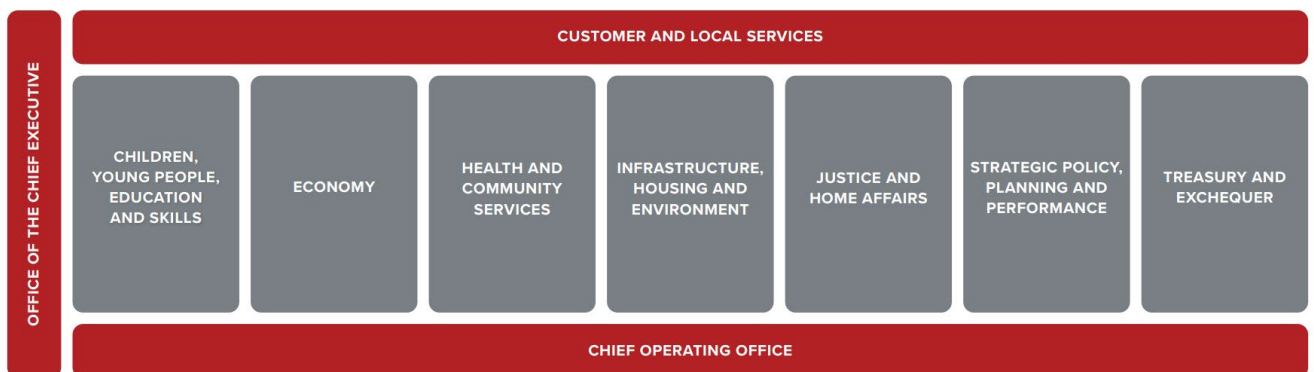 OFFICE OF THE CHIEF EXECUTIVE
CUSTOMER AND LOCAL SERVICES
CHILDREN,
YOUNG PEOPLE,
EDUCATION
AND SKILLS
ECONOMY
HEALTH AND
COMMUNITY
SERVICES
INFRASTRUCTURE,
HOUSING AND
ENVIRONMENT
JUSTICE AND
HOME AFFAIRS
STRATEGIC POLICY,
PLANNING AND
PERFORMANCE
TREASURY AND
EXCHEQUER
CHIEF OPERATING OFFICE